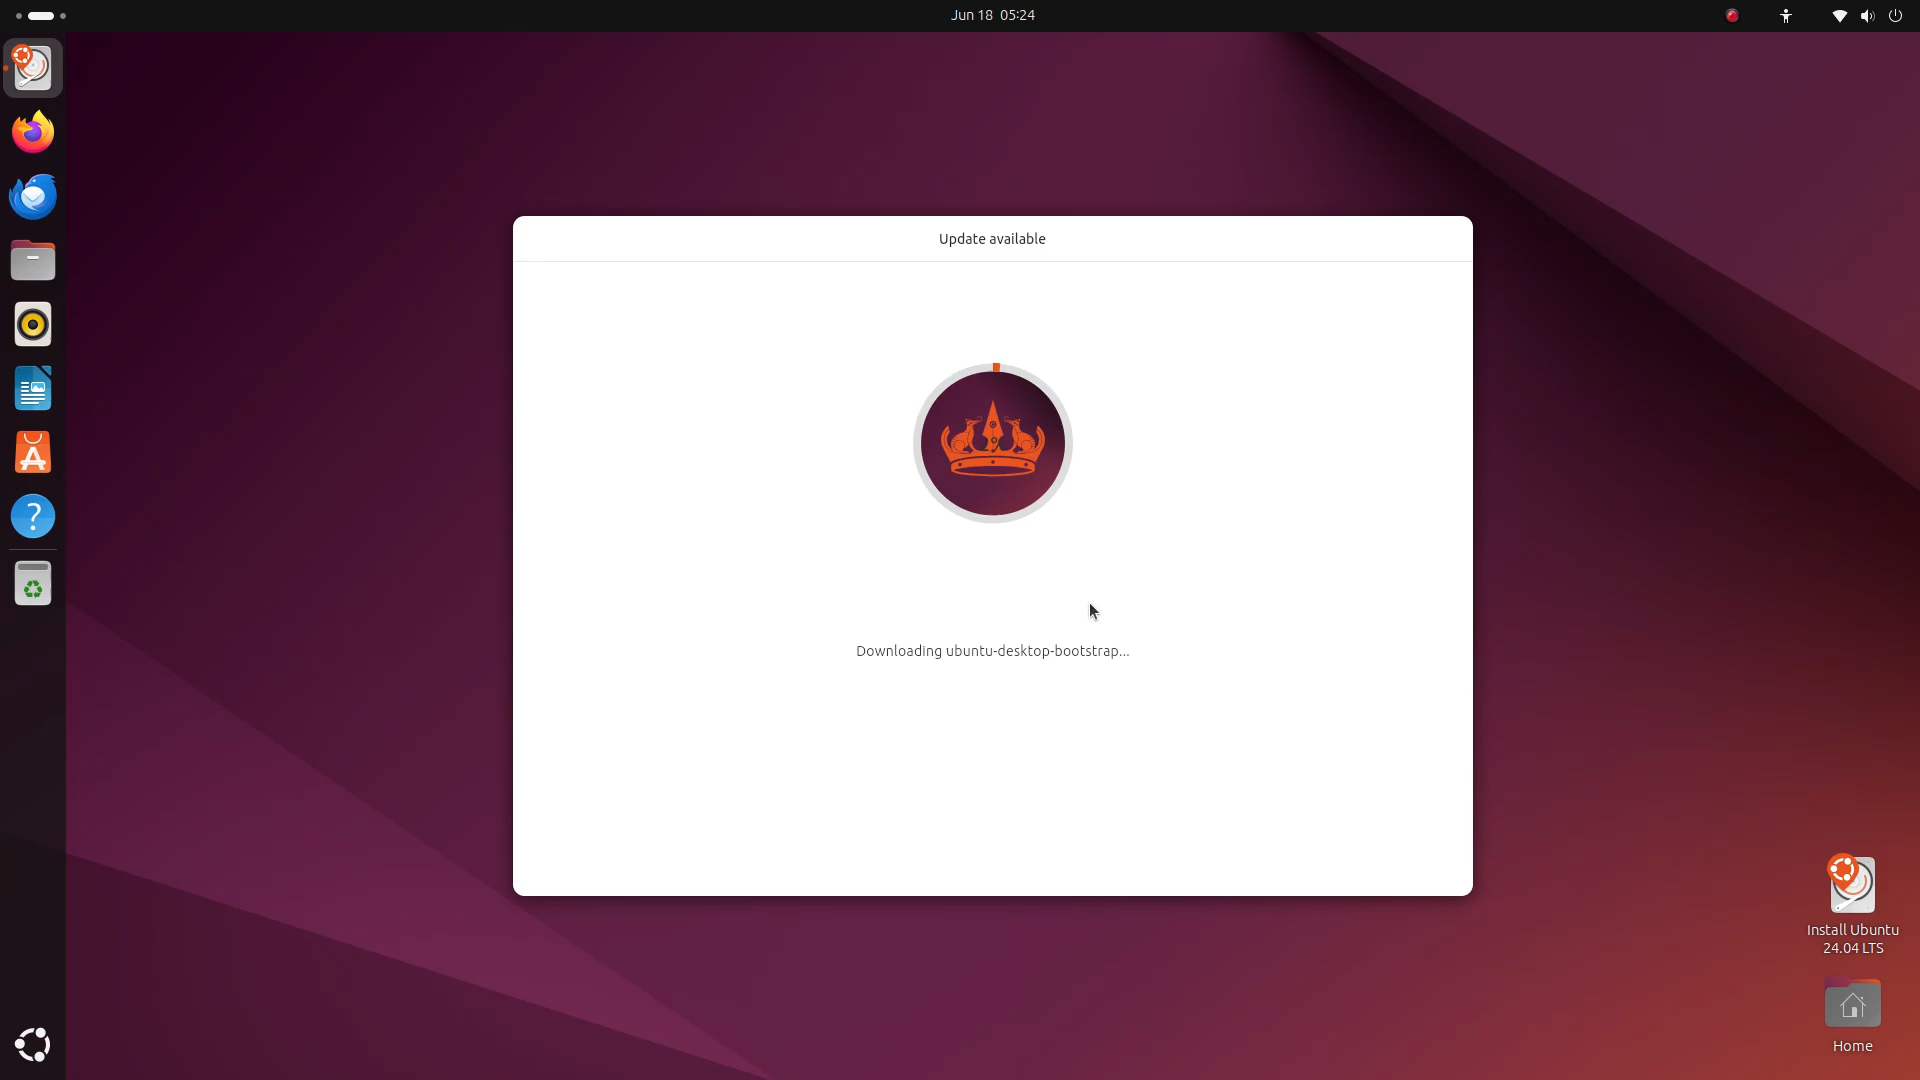 Jun 18 05:24
Update available
Downloading ubuntu-desktop-bootstrap...
Install Ubuntu
24.04 LTS
Home